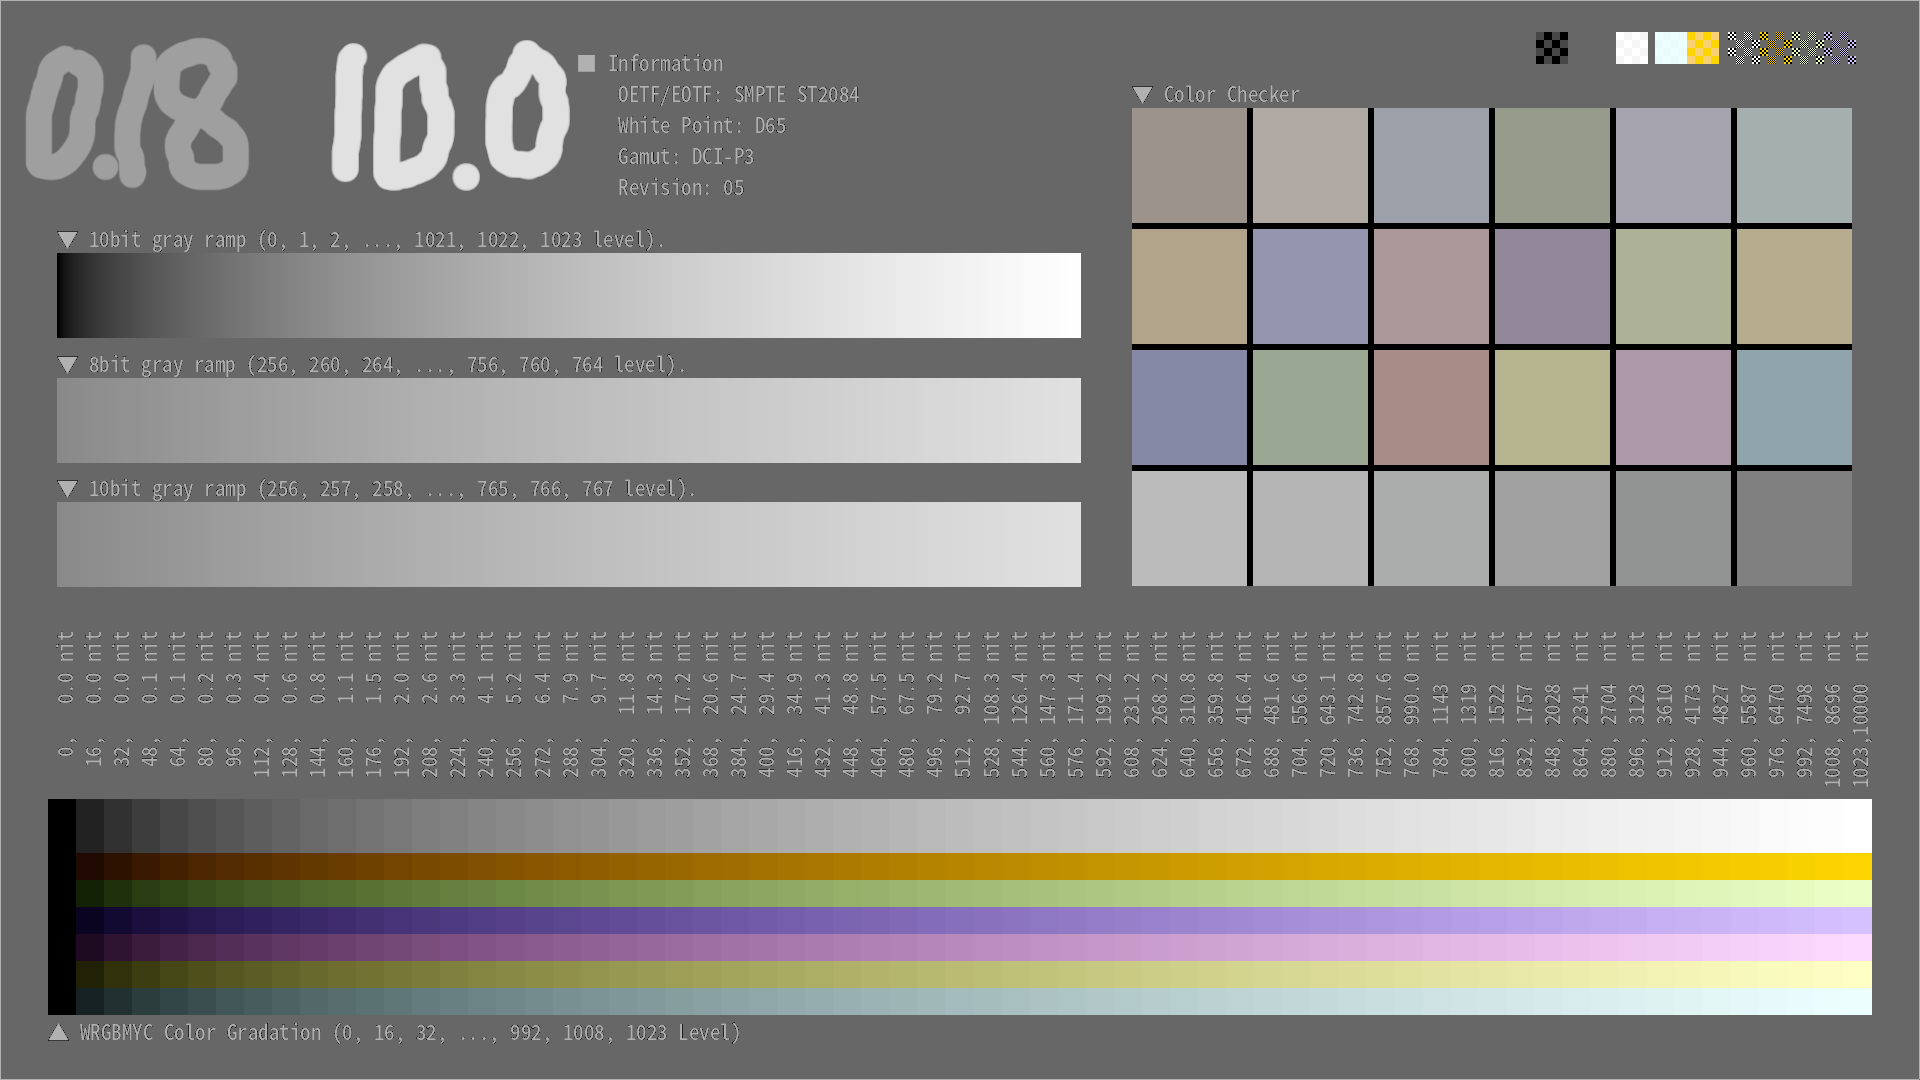 0.18 10.0
Information
OETF/EOTF: SMPTE ST2084
White Point: D65
Gamut: DCI-P3
Revision: 05
Color Checker
10bit gray ramp (0, 1, 2, ..., 1021, 1022, 1023 level).
8bit gray ramp (256, 260, 264, ..., 756, 760, 764 level).
10bit gray ramp (256, 257, 258, ..., 765, 766, 767 level).
0, 0.0 nit
16, 0.0 nit
32, 0.0 nit
48, 0.1 nit
64, 0.1 nit
80, 0.2 nit
96, 0.3 nit
112, 0.4 nit
128, 0.6 nit
144, 0.8 nit
160, 1.1 nit
176, 1.5 nit
192, 2.0 nit
208, 2.6 nit
224, 3.3 nit
240, 4.1 nit
256, 5.2 nit
272, 6.4 nit
288, 7.9 nit
304, 9.7 nit
320, 11.8 nit
336, 14.3 nit
352, 17.2 nit
368, 20.6 nit
384, 24.7 nit
400, 29.4 nit
416, 34.9 nit
432, 41.3 nit
448, 48.8 nit
464, 57.5 nit
480, 67.5 nit
496, 79.2 nit
512, 92.7 nit
528, 108.3 nit
544, 126.4 nit
560, 147.3 nit
576, 171.4 nit
592, 199.2 nit
608, 231.2 nit
624, 268.2 nit
640, 310.8 nit
656, 359.8 nit
672, 416.4 nit
688, 481.6 nit
704, 556.6 nit
720, 643.1 nit
736, 742.8 nit
752, 857.6 nit
768, 990.0 nit
784, 1143 nit
800, 1319 nit
816, 1522 nit
832, 1757 nit
848, 2028 nit
864, 2341 nit
880, 2704 nit
896, 3123 nit
912, 3610 nit
928, 4173 nit
944, 4827 nit
960, 5587 nit
976, 6470 nit
992, 7498 nit
1008, 8696 nit
1023,10000 nit
WRGBMYC Color Gradation (0, 16, 32, ..., 992, 1008, 1023 Level)